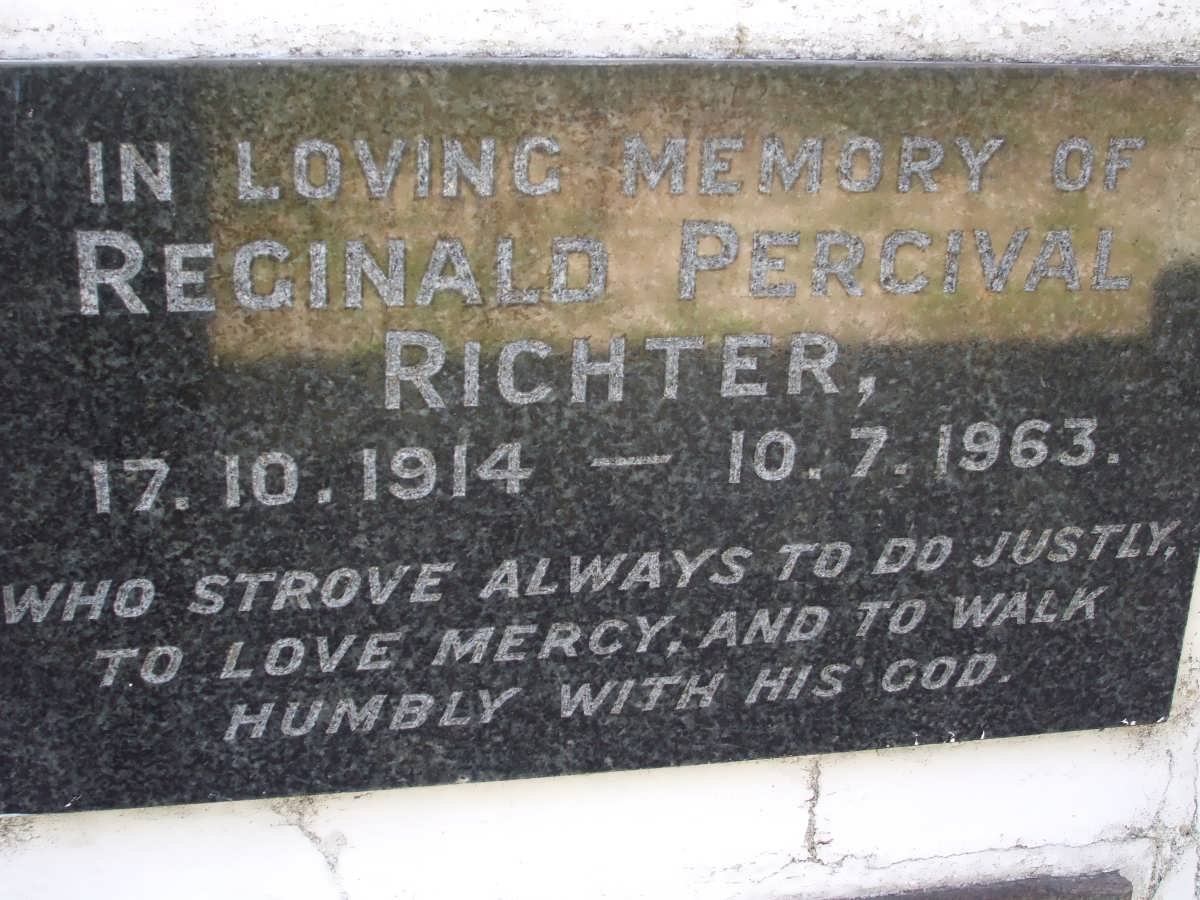 IN LOVING MEMORY OF
REGINALD PERCIVAL
RICHTER,
17.10.1914 — 10.7.1963.
WHO STROVE ALWAYS TO DO JUSTLY,
TO LOVE MERCY, AND TO WALK
HUMBLY WITH HIS GOD.